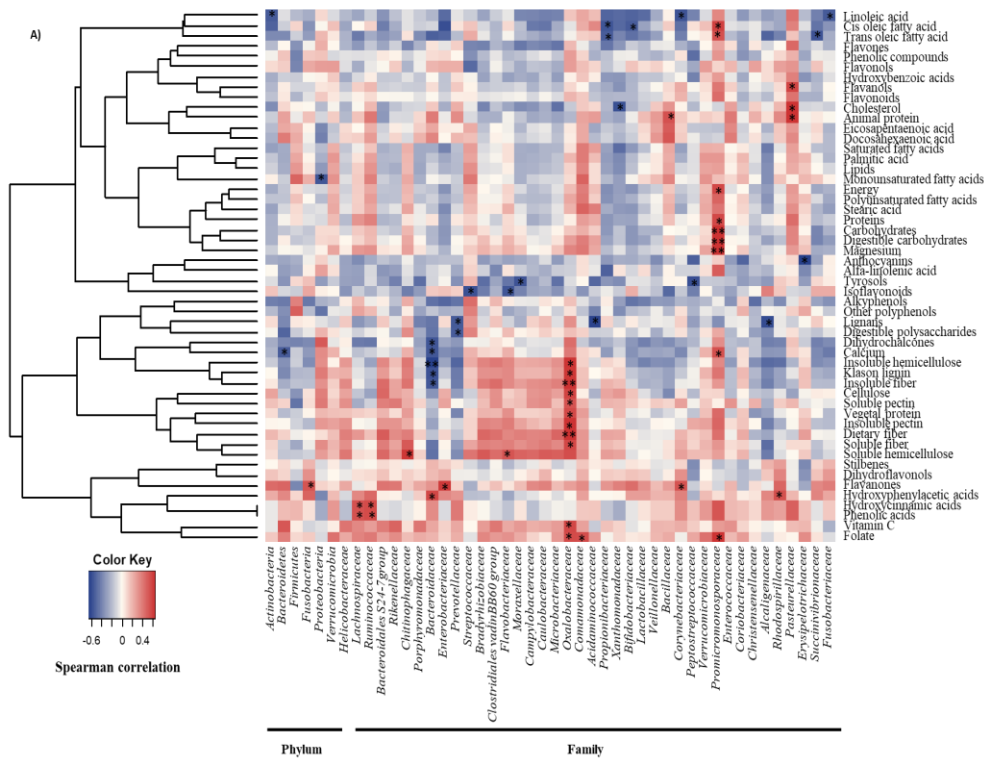 A)
Linoleic acid
Cis oleic fatty acid
Trans oleic fatty acid
Flavones
Phenolic compounds
Flavonols
Hydroxybenzoic acids
Flavanols
Flavonoids
Cholesterol
Animal protein
Eicosapentaenoic acid
Docosahexaenoic acid
Saturated fatty acids
Palmitic acid
Lipids
Monounsaturated fatty acids
Energy
Polyunsaturated fatty acids
Stearic acid
Proteins
Carbohydrates
Digestible carbohydrates
Magnesium
Anthocyanins
Alfa-linolenic acid
Tyrosols
Isoflavonoids
Alkyphenols
Other polyphenols
Lignans
Digestible polysaccharides
Dihydrochalcones
Calcium
Insoluble hemicellulose
Klason lignin
Insoluble fiber
Cellulose
Soluble pectin
Vegetal protein
Insoluble pectin
Dietary fiber
Soluble fiber
Soluble hemicellulose
Stilbenes
Dihydroflavonols
Flavanones
Hydroxyphenylacetic acids
Hydroxycinnamic acids
Phenolic acids
Vitamin C
Folate
Color Key
-0.6 0 0.4
Spearman correlation
Actinobacteria
Bacteroidetes
Firmicutes
Fusobacteria
Proteobacteria
Verrucomicrobia
Helicobacteraceae
Lachnospiraceae
Ruminococcaceae
Bacteroidales S24-7group
Rikenellaceae
Chitinophagaceae
Porphyromonadaceae
Bacteroidaceae
Enterobacteriaceae
Prevotellaceae
Streptococcaceae
Bradyrhizobiaceae
Clostridiales vadinBB60 group
Flavobacteriaceae
Moraxellaceae
Campylobacteraceae
Caulobacteraceae
Microbacteriaceae
Oxalobacteraceae
Comamonadaceae
Acidaminococcaceae
Propionibacteriaceae
Xanthomonadaceae
Bifidobacteriaceae
Lactobacillaceae
Veillonellaceae
Bacillaceae
Corynebacteriaceae
Peptostreptococcaceae
Verrucomicrobiaceae
Promicromonosporaceae
Enterococcaceae
Coriobacteriaceae
Christensenellaceae
Alcaligenaceae
Rhodospirillaceae
Pasteurellaceae
Erysipelotrichaceae
Succinivibrionaceae
Fusobacteriaceae
Phylum
Family